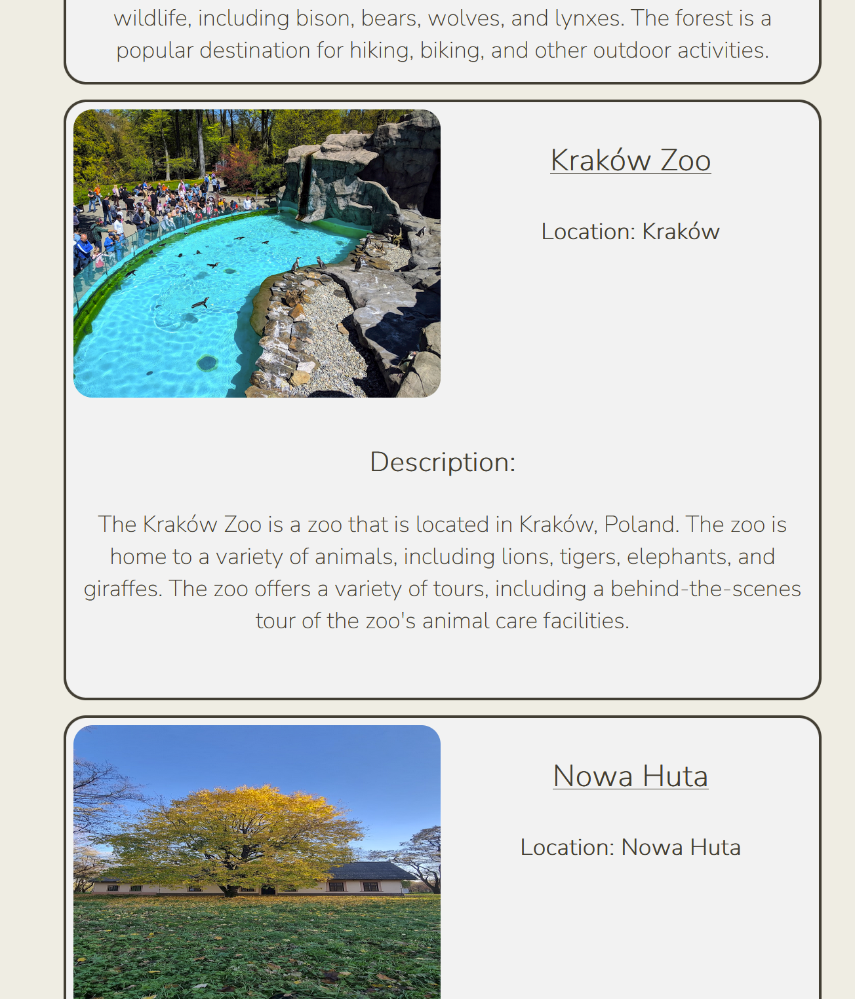 wildlife, including bison, bears, wolves, and lynxes. The forest is a
popular destination for hiking, biking, and other outdoor activities.
Kraków Zoo
Location: Kraków
Description:
The Kraków Zoo is a zoo that is located in Kraków, Poland. The zoo is
home to a variety of animals, including lions, tigers, elephants, and
giraffes. The zoo offers a variety of tours, including a behind-the-scenes
tour of the zoo's animal care facilities.
Nowa Huta
Location: Nowa Huta